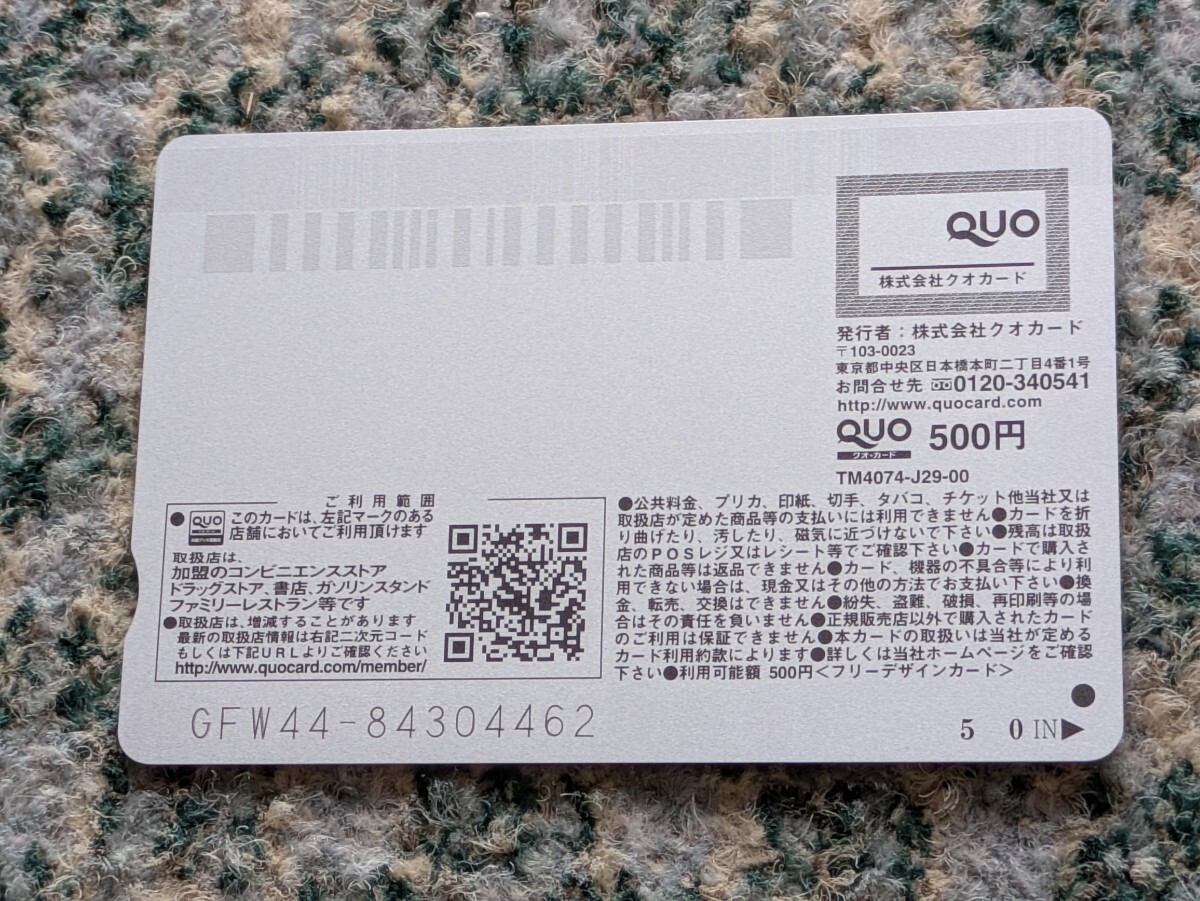 QUO
株式会社クオカード
発行者：株式会社クオカード
〒103-0023
東京都中央区日本橋本町二丁目4番1号
お問合せ先 0120-340541
http://www.quocard.com
QUO 500円
クオ・カード
TM4074-J29-00
ご利用範囲
●QUO このカードは、左記マークのある
店舗においてご利用頂けます
取扱店は、
加盟のコンビニエンスストア
ドラッグストア、書店、ガソリンスタンド
ファミリーレストラン等です
●取扱店は、増減することがあります
最新の取扱店情報は右記二次元コード
もしくは下記URLよりご確認ください
http://www.quocard.com/member/
●公共料金、プリカ、印紙、切手、タバコ、チケット他当社又は
取扱店が定めた商品等の支払いには利用できません●カードを折
り曲げたり、汚したり、磁気に近づけないで下さい●残高は取扱
店のPOSレジ又はレシート等でご確認下さい●カードで購入さ
れた商品等は返品できません●カード、機器の不具合等により利
用できない場合は、現金又はその他の方法でお支払い下さい●換
金、転売、交換はできません●紛失、盗難、破損、再印刷等の場
合はその責任を負いません●正規販売店以外で購入されたカード
のご利用は保証できません●本カードの取扱いは当社が定める
カード利用約款によります●詳しくは当社ホームページをご確認
下さい●利用可能額 500円＜フリーデザインカード＞
GFW44-84304462
5 0 IN▶